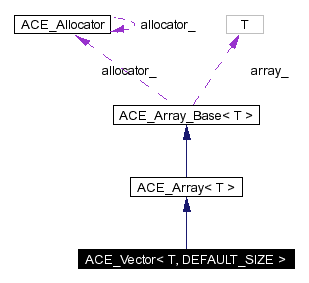 ACE_Allocator
allocator_
T
allocator_
array_
ACE_Array_Base< T >
ACE_Array< T >
ACE_Vector< T, DEFAULT_SIZE >